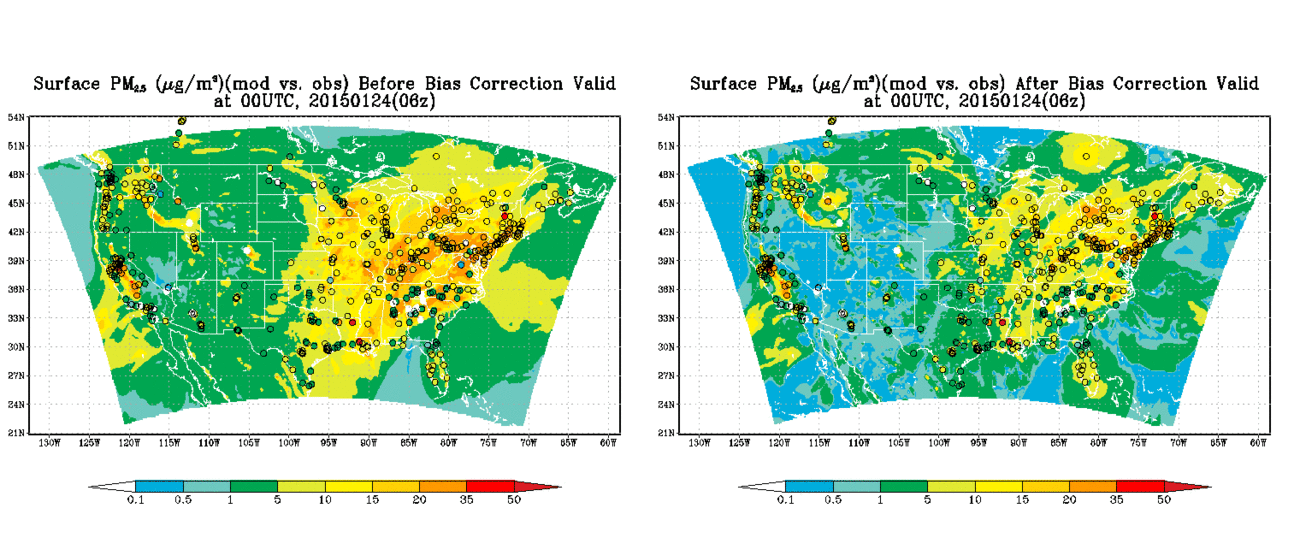 Surface PM₂.₅ (μg/m³)(mod vs. obs) Before Bias Correction Valid
at 00UTC, 20150124(06z)
54N
51N
48N
45N
42N
39N
36N
33N
30N
27N
24N
21N
130W 125W 120W 115W 110W 105W 100W 95W 90W 85W 80W 75W 70W 65W 60W
0.1 0.5 1 5 10 15 20 35 50
Surface PM₂.₅ (μg/m³)(mod vs. obs) After Bias Correction Valid
at 00UTC, 20150124(06z)
54N
51N
48N
45N
42N
39N
36N
33N
30N
27N
24N
21N
130W 125W 120W 115W 110W 105W 100W 95W 90W 85W 80W 75W 70W 65W 60W
0.1 0.5 1 5 10 15 20 35 50